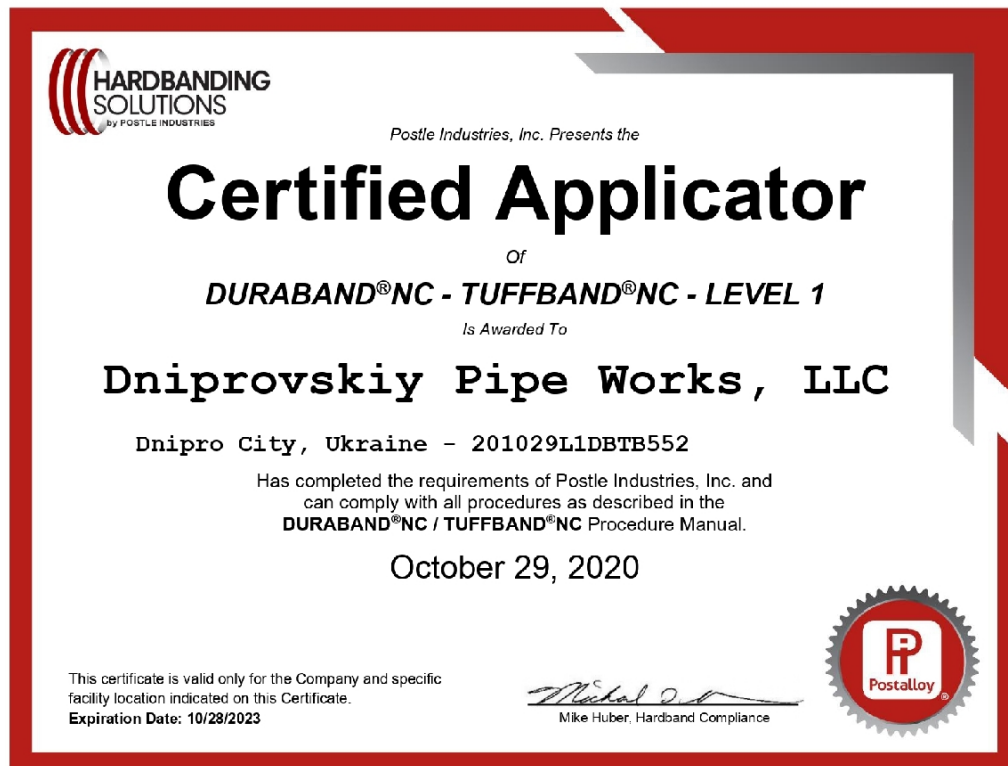 HARDBANDING
SOLUTIONS
by POSTLE INDUSTRIES
Postle Industries, Inc. Presents the
Certified Applicator
Of
DURABAND®NC - TUFFBAND®NC - LEVEL 1
Is Awarded To
Dniprovskiy Pipe Works, LLC
Dnipro City, Ukraine - 201029L1DBTB552
Has completed the requirements of Postle Industries, Inc. and
can comply with all procedures as described in the
DURABAND®NC / TUFFBAND®NC Procedure Manual.
October 29, 2020
This certificate is valid only for the Company and specific
facility location indicated on this Certificate.
Expiration Date: 10/28/2023
Mike Huber, Hardband Compliance
Postalloy®